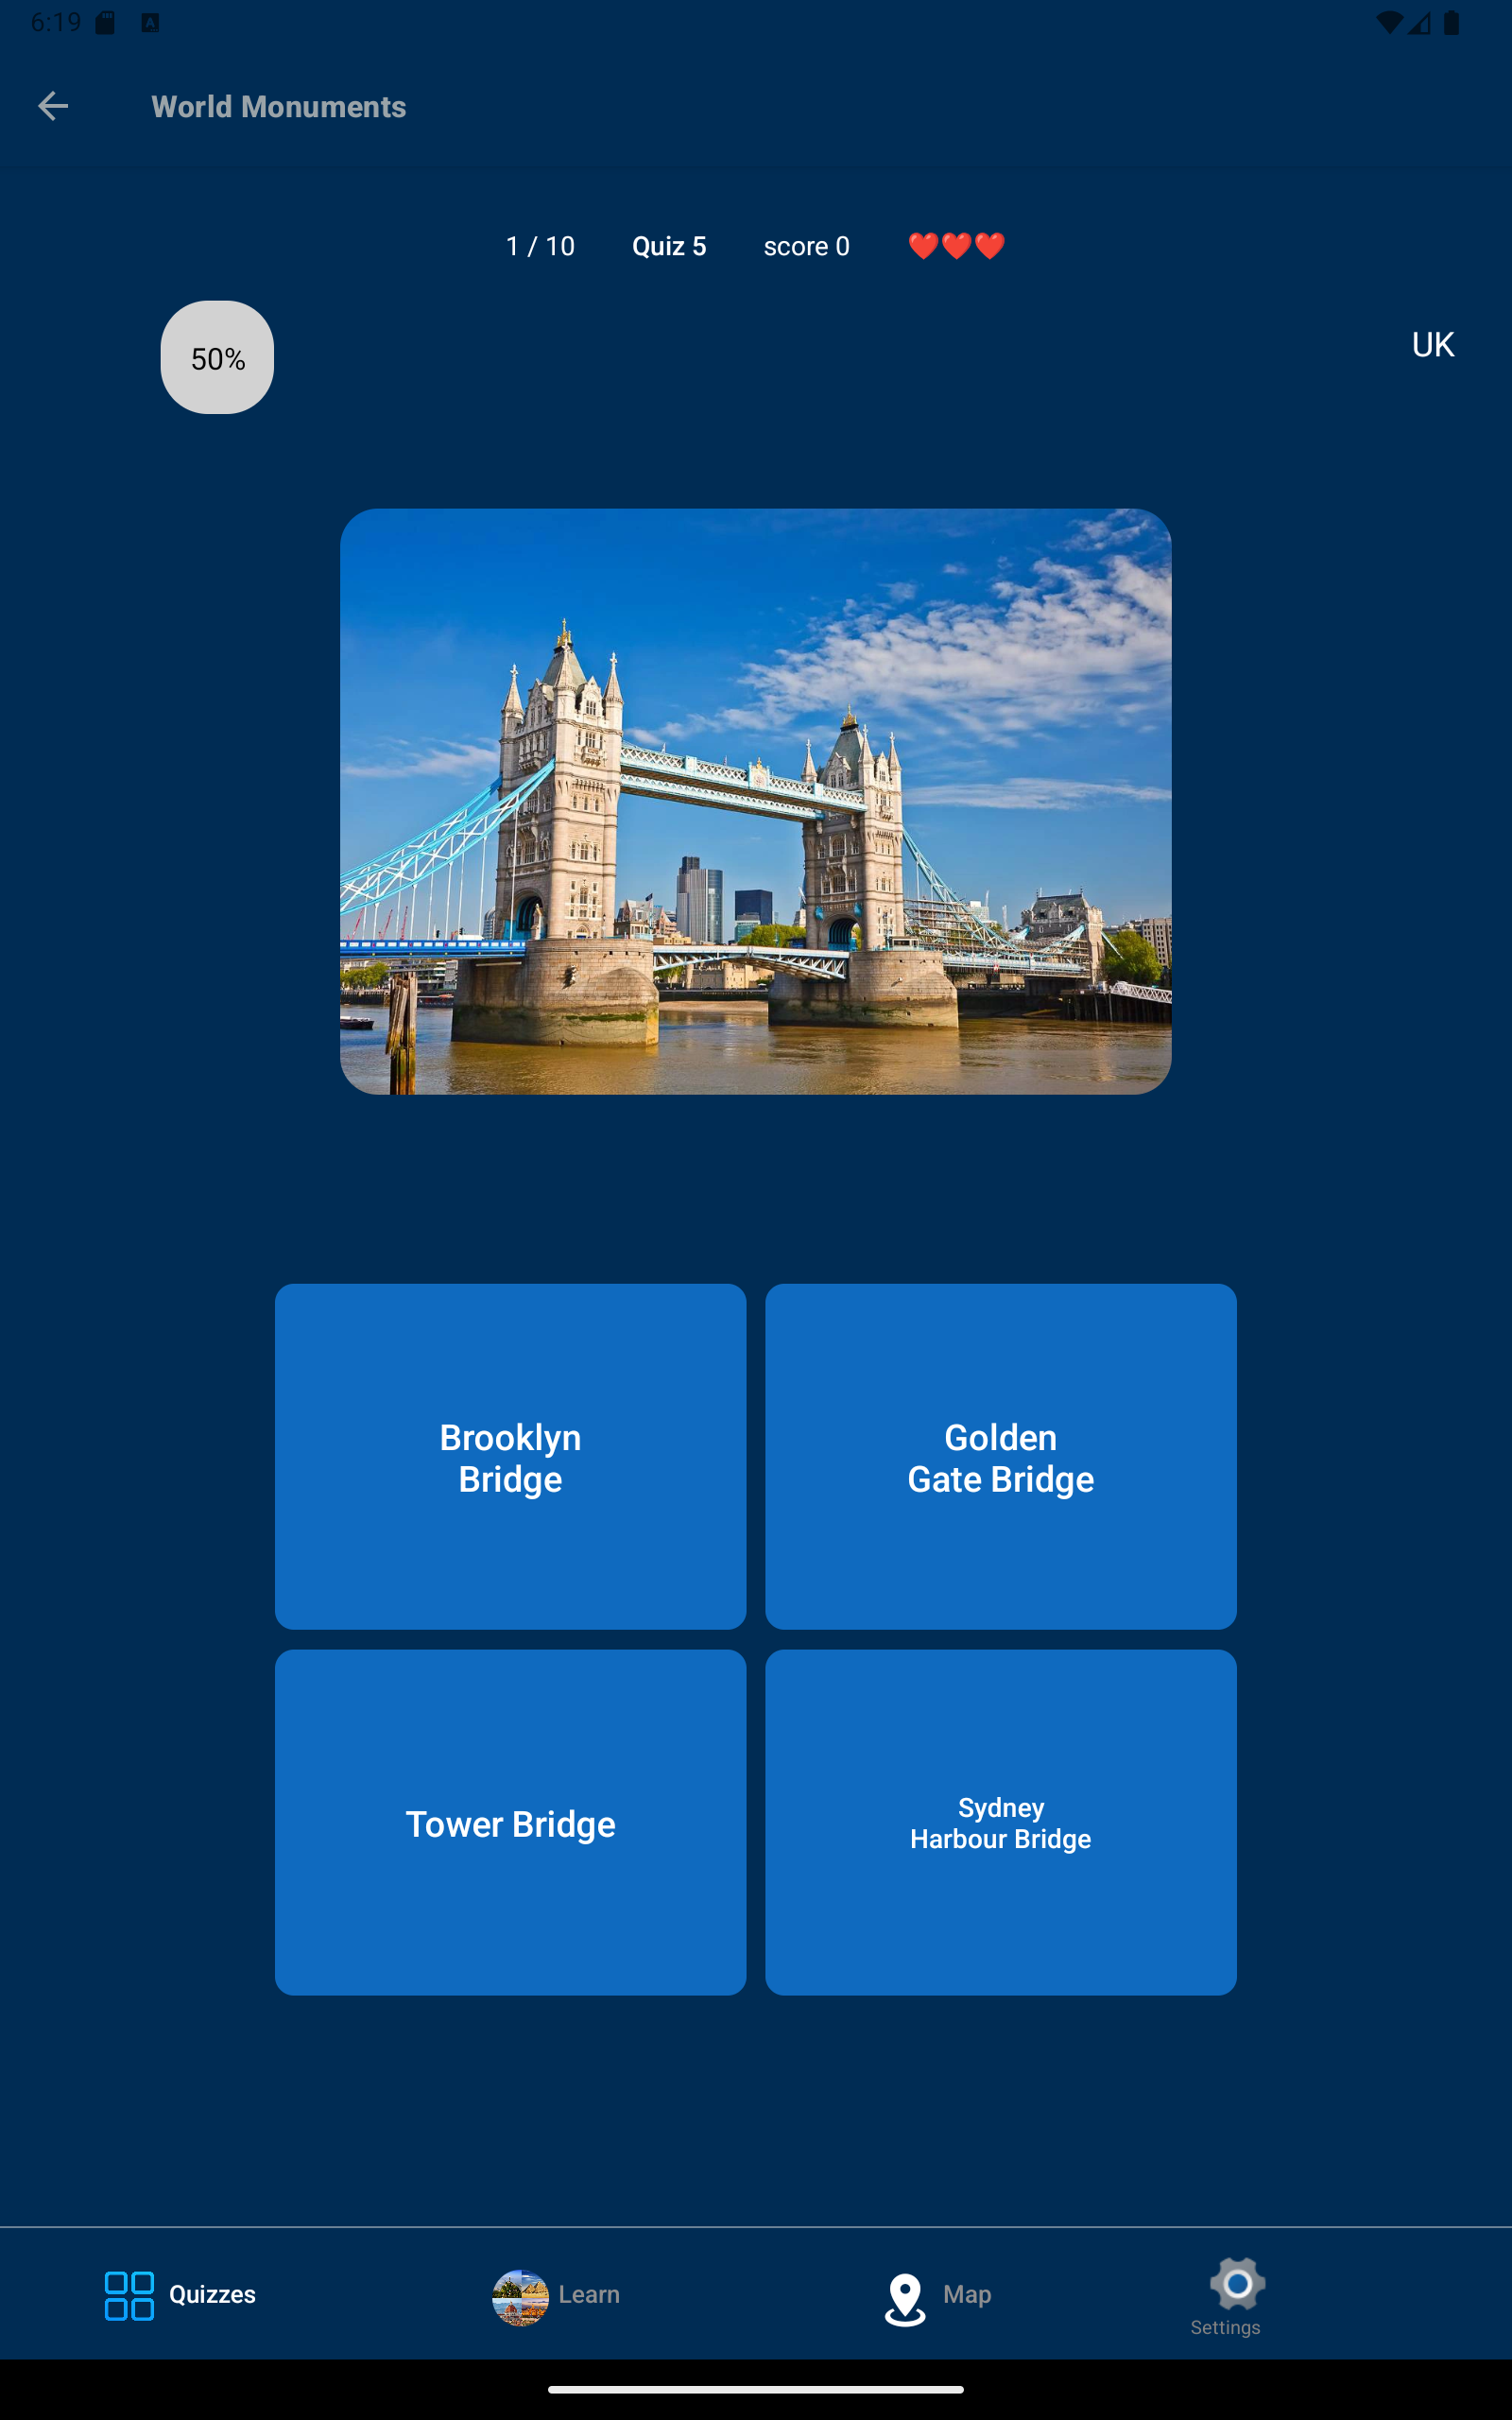 6:19
World Monuments
1 / 10 Quiz 5 score 0
50%
UK
Brooklyn
Bridge
Golden
Gate Bridge
Tower Bridge
Sydney
Harbour Bridge
Quizzes
Learn
Map
Settings